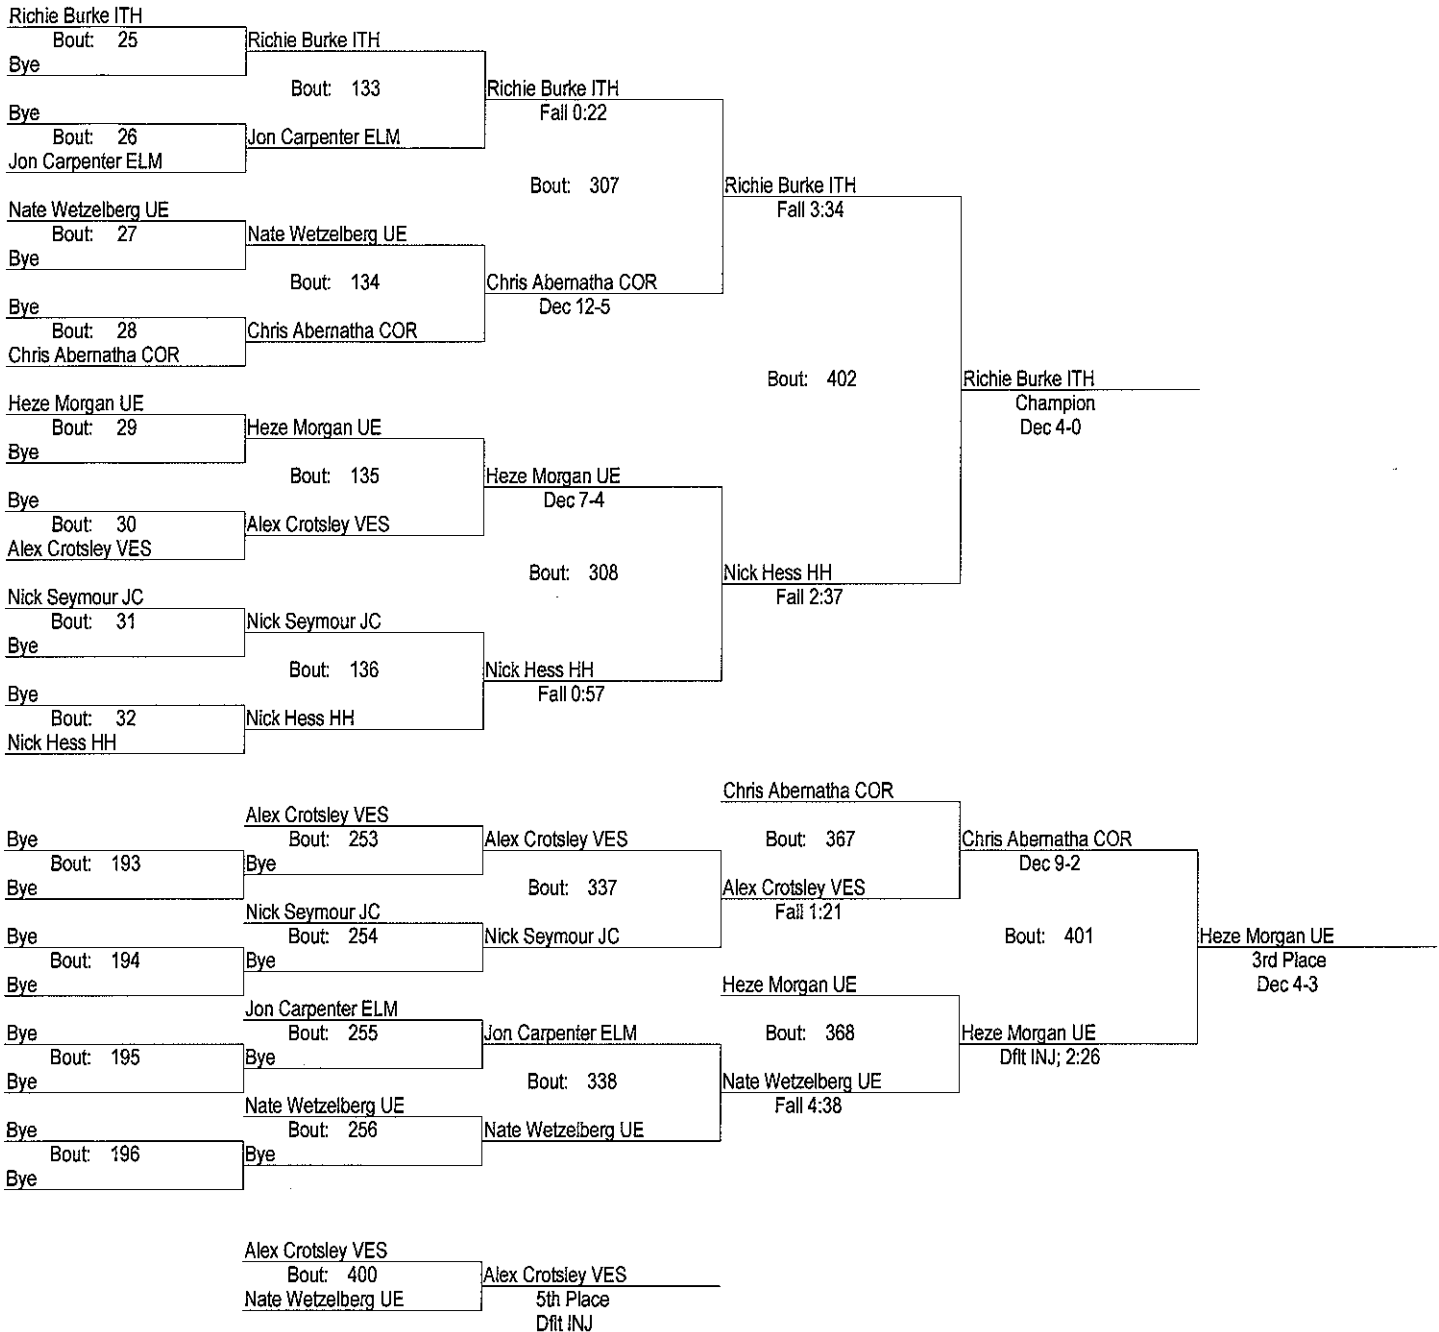 Richie Burke ITH
Bout: 25
Bye
Richie Burke ITH
Bout: 133
Bye
Bout: 26
Jon Carpenter ELM
Jon Carpenter ELM
Richie Burke ITH
Fall 0:22
Bout: 307
Nate Wetzelberg UE
Bout: 27
Bye
Nate Wetzelberg UE
Bout: 134
Bye
Bout: 28
Chris Abernatha COR
Chris Abernatha COR
Chris Abernatha COR
Dec 12-5
Richie Burke ITH
Fall 3:34
Bout: 402
Heze Morgan UE
Bout: 29
Bye
Heze Morgan UE
Bout: 135
Bye
Bout: 30
Alex Crotsley VES
Alex Crotsley VES
Heze Morgan UE
Dec 7-4
Bout: 308
Nick Seymour JC
Bout: 31
Bye
Nick Seymour JC
Bout: 136
Bye
Bout: 32
Nick Hess HH
Nick Hess HH
Nick Hess HH
Fall 0:57
Nick Hess HH
Fall 2:37
Richie Burke ITH
Champion
Dec 4-0
Bye
Bout: 193
Bye
Alex Crotsley VES
Bout: 253
Bye
Alex Crotsley VES
Bout: 337
Bye
Bout: 194
Bye
Nick Seymour JC
Bout: 254
Bye
Nick Seymour JC
Chris Abernatha COR
Bout: 367
Alex Crotsley VES
Fall 1:21
Chris Abernatha COR
Dec 9-2
Bout: 401
Bye
Bout: 195
Bye
Jon Carpenter ELM
Bout: 255
Bye
Jon Carpenter ELM
Bout: 338
Bye
Bout: 196
Bye
Nate Wetzelberg UE
Bout: 256
Bye
Nate Wetzelberg UE
Heze Morgan UE
Bout: 368
Nate Wetzelberg UE
Fall 4:38
Heze Morgan UE
Dflt INJ; 2:26
Heze Morgan UE
3rd Place
Dec 4-3
Alex Crotsley VES
Bout: 400
Nate Wetzelberg UE
Alex Crotsley VES
5th Place
Dflt INJ